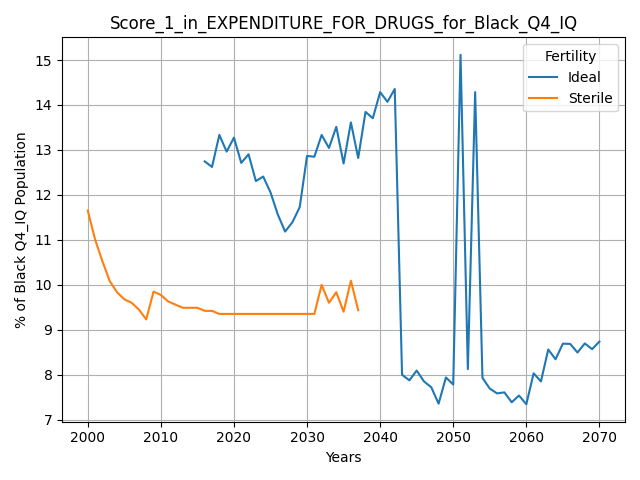 Score_1_in_EXPENDITURE_FOR_DRUGS_for_Black_Q4_IQ
Fertility
Ideal
Sterile
% of Black Q4_IQ Population
15
14
13
12
11
10
9
8
7
2000 2010 2020 2030 2040 2050 2060 2070
Years